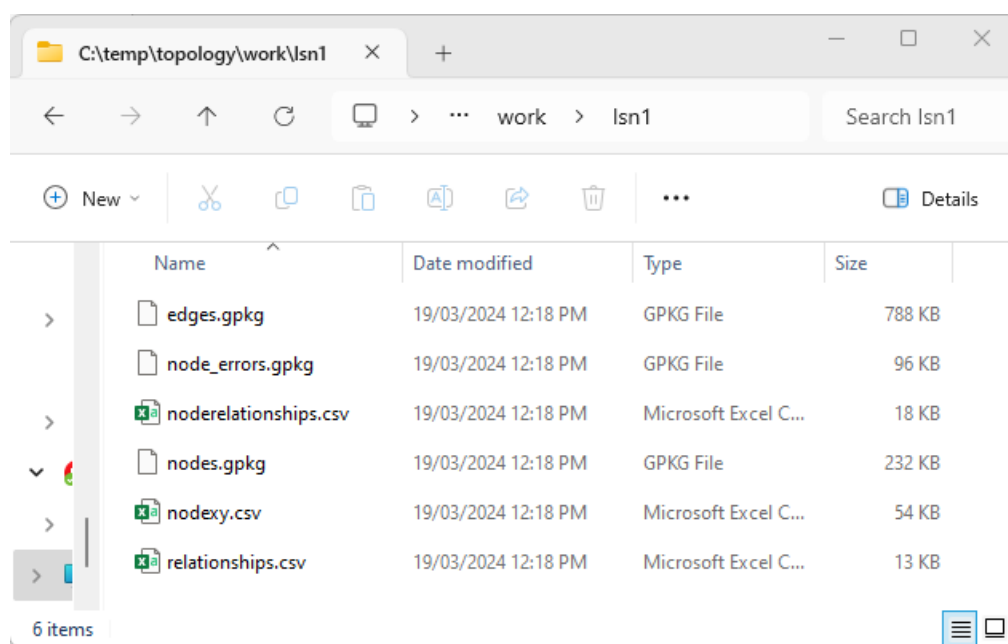 C:\temp\topology\work\lsn1
work lsn1 Search lsn1
New Details
Name Date modified Type Size
edges.gpkg 19/03/2024 12:18 PM GPKG File 788 KB
node_errors.gpkg 19/03/2024 12:18 PM GPKG File 96 KB
noderelationships.csv 19/03/2024 12:18 PM Microsoft Excel C... 18 KB
nodes.gpkg 19/03/2024 12:18 PM GPKG File 232 KB
nodexy.csv 19/03/2024 12:18 PM Microsoft Excel C... 54 KB
relationships.csv 19/03/2024 12:18 PM Microsoft Excel C... 13 KB
6 items